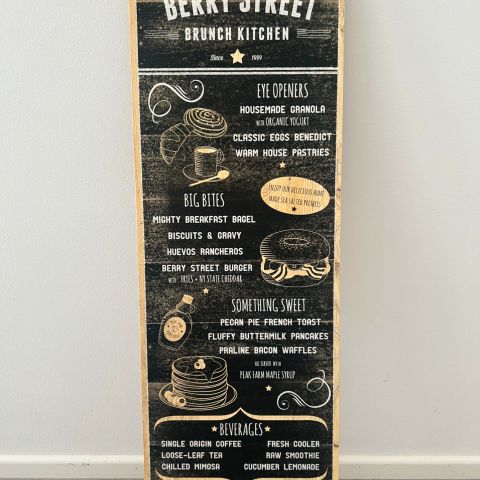 BERRY STREET
BRUNCH KITCHEN
Since 1999
EYE OPENERS
HOUSEMADE GRANOLA
WITH ORGANIC YOGURT
CLASSIC EGGS BENEDICT
WARM HOUSE PASTRIES
ENJOY OUR DELICIOUS HOME
MADE SEA SALTED PRETZELS
BIG BITES
MIGHTY BREAKFAST BAGEL
BISCUITS & GRAVY
HUEVOS RANCHEROS
BERRY STREET BURGER
WITH FRIES + NY STATE CHEDDAR
SOMETHING SWEET
PECAN PIE FRENCH TOAST
FLUFFY BUTTERMILK PANCAKES
PRALINE BACON WAFFLES
ALL SERVED WITH
PEAK FARM MAPLE SYRUP
BEVERAGES
SINGLE ORIGIN COFFEE FRESH COOLER
LOOSE-LEAF TEA RAW SMOOTHIE
CHILLED MIMOSA CUCUMBER LEMONADE